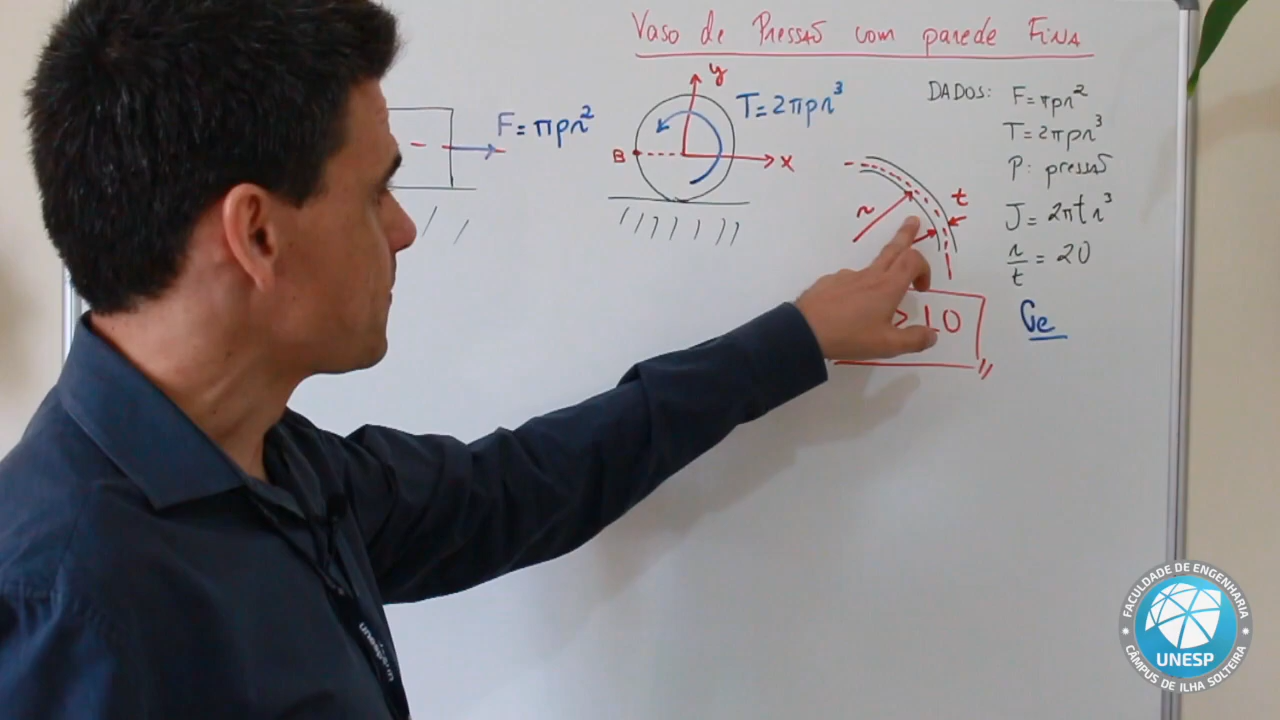 Vaso de Pressão com parede Fina
F = πpr²
y
T = 2πpr³
B
x
r
t
> 10
DADOS: F = πpr²
T = 2πpr³
P: pressão
J = 2πtr³
r/t = 20
σe
FACULDADE DE ENGENHARIA
UNESP
CÂMPUS DE ILHA SOLTEIRA